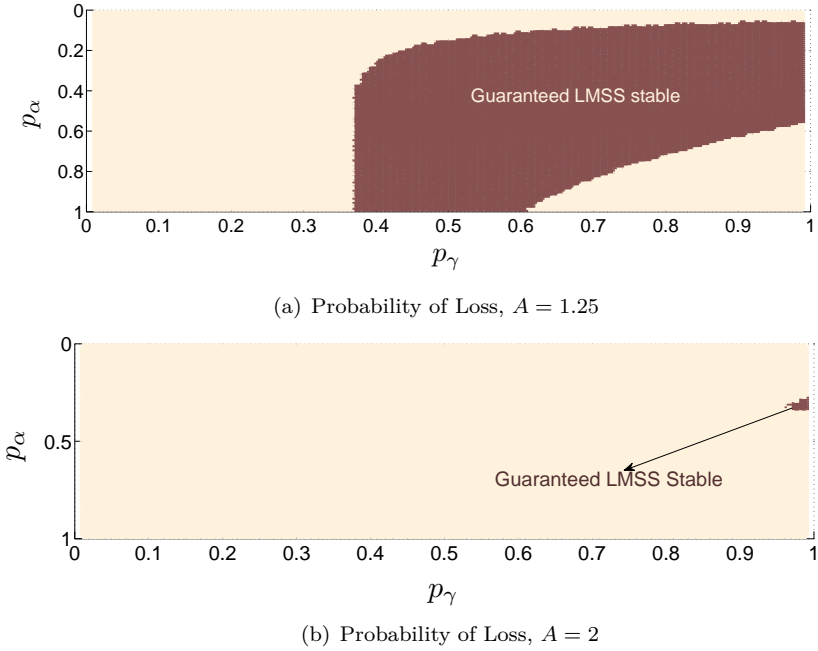 0
0.2
0.4
0.6
0.8
1
pα
Guaranteed LMSS stable
0 0.1 0.2 0.3 0.4 0.5 0.6 0.7 0.8 0.9 1
pγ
(a) Probability of Loss, A = 1.25
0
0.5
1
pα
Guaranteed LMSS Stable
0 0.1 0.2 0.3 0.4 0.5 0.6 0.7 0.8 0.9 1
pγ
(b) Probability of Loss, A = 2